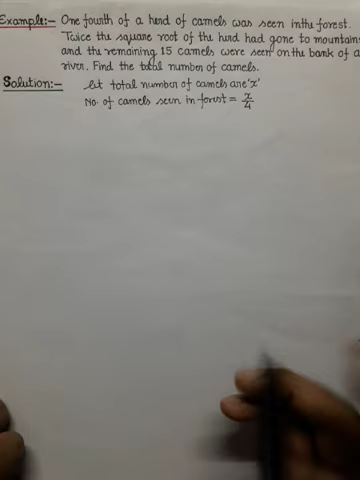 Example:- One fourth of a herd of camels was seen in the forest.
Twice the square root of the herd had gone to mountains
and the remaining 15 camels were seen on the bank of a
river. Find the total number of camels.
Solution:- Let total number of camels are 'x'
No. of camels seen in forest = x/4